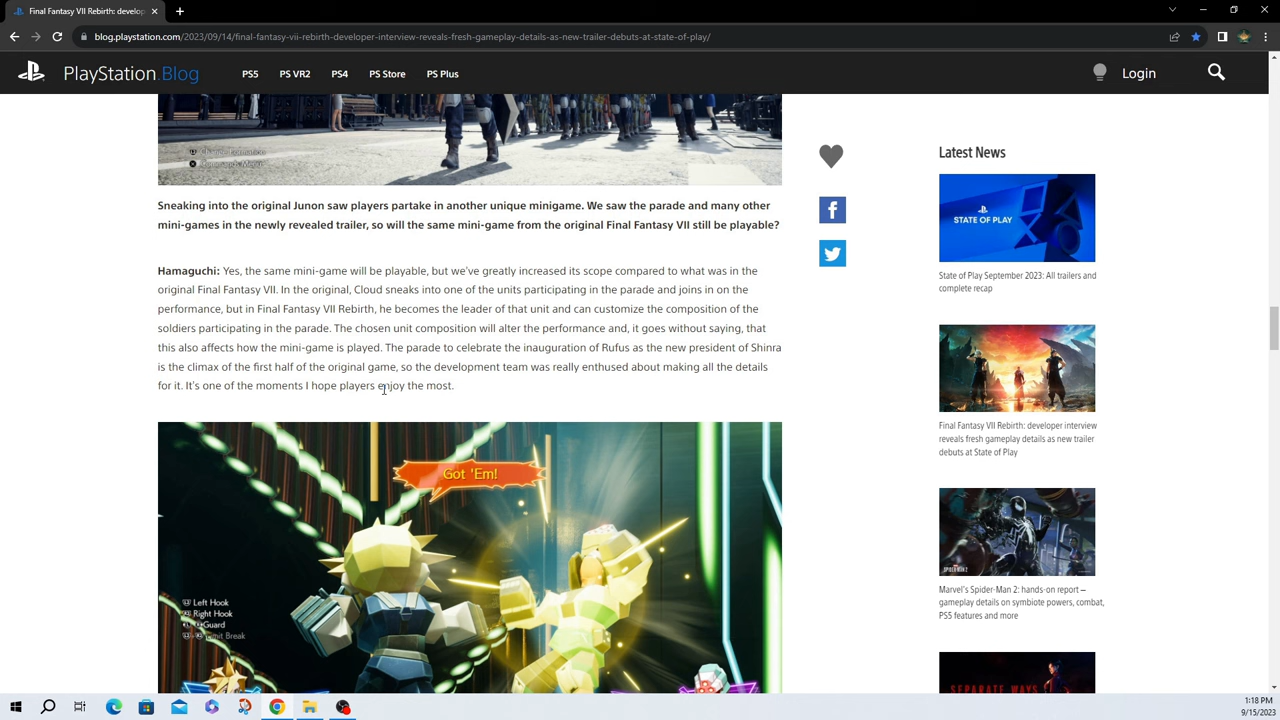 Final Fantasy VII Rebirth: develop
blog.playstation.com/2023/09/14/final-fantasy-vii-rebirth-developer-interview-reveals-fresh-gameplay-details-as-new-trailer-debuts-at-state-of-play/
PlayStation.Blog
PS5
PS VR2
PS4
PS Store
PS Plus
Login
Change Formation
Command Menu
Sneaking into the original Junon saw players partake in another unique minigame. We saw the parade and many other
mini-games in the newly revealed trailer, so will the same mini-game from the original Final Fantasy VII still be playable?
Hamaguchi: Yes, the same mini-game will be playable, but we've greatly increased its scope compared to what was in the
original Final Fantasy VII. In the original, Cloud sneaks into one of the units participating in the parade and joins in on the
performance, but in Final Fantasy VII Rebirth, he becomes the leader of that unit and can customize the composition of the
soldiers participating in the parade. The chosen unit composition will alter the performance and, it goes without saying, that
this also affects how the mini-game is played. The parade to celebrate the inauguration of Rufus as the new president of Shinra
is the climax of the first half of the original game, so the development team was really enthused about making all the details
for it. It's one of the moments I hope players enjoy the most.
Got 'Em!
Left Hook
Right Hook
Guard
Limit Break
Latest News
STATE OF PLAY
State of Play September 2023: All trailers and
complete recap
Final Fantasy VII Rebirth: developer interview
reveals fresh gameplay details as new trailer
debuts at State of Play
Marvel's Spider-Man 2: hands-on report –
gameplay details on symbiote powers, combat,
PS5 features and more
SEPARATE WAYS
1:18 PM
9/15/2023